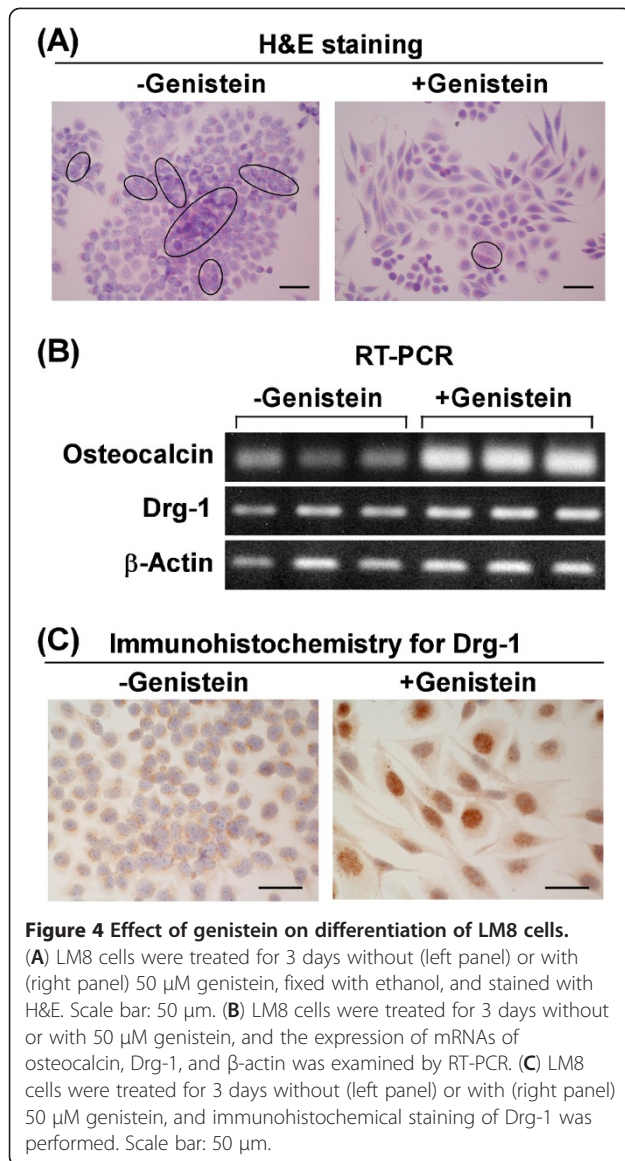 (A)
H&E staining
-Genistein +Genistein
(B)
RT-PCR
-Genistein +Genistein
Osteocalcin
Drg-1
β-Actin
(C) Immunohistochemistry for Drg-1
-Genistein +Genistein
Figure 4 Effect of genistein on differentiation of LM8 cells.
(A) LM8 cells were treated for 3 days without (left panel) or with
(right panel) 50 μM genistein, fixed with ethanol, and stained with
H&E. Scale bar: 50 μm. (B) LM8 cells were treated for 3 days without
or with 50 μM genistein, and the expression of mRNAs of
osteocalcin, Drg-1, and β-actin was examined by RT-PCR. (C) LM8
cells were treated for 3 days without (left panel) or with (right panel)
50 μM genistein, and immunohistochemical staining of Drg-1 was
performed. Scale bar: 50 μm.